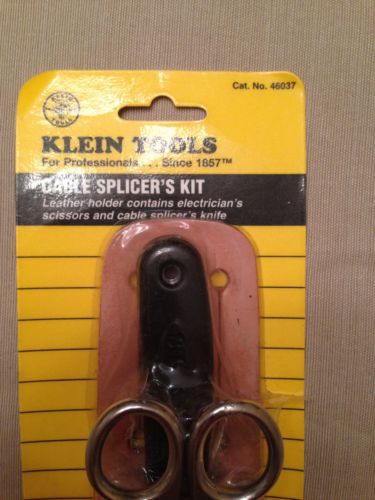 Cat. No. 46037
KLEIN TOOLS
For Professionals . . . Since 1857™
CABLE SPLICER'S KIT
Leather holder contains electrician's
scissors and cable splicer's knife